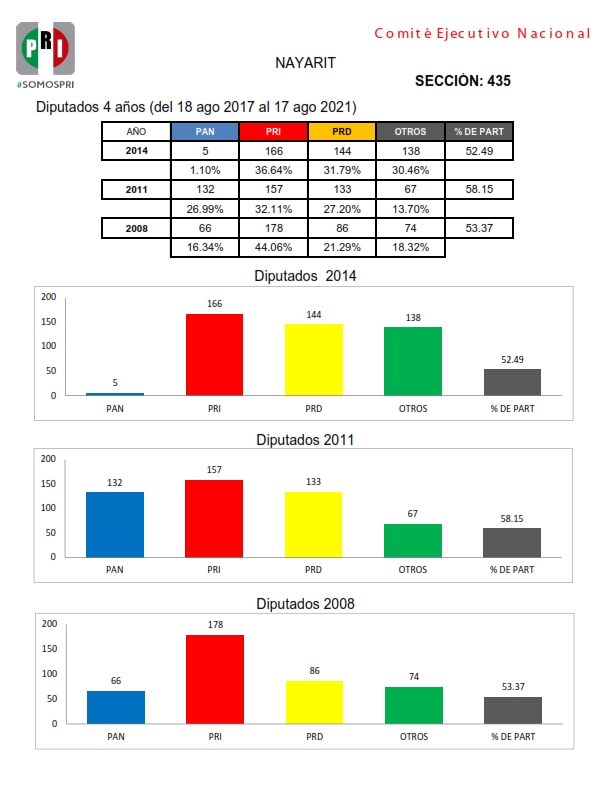 PRI
#SOMOSPRI
Comité Ejecutivo Nacional
NAYARIT
SECCIÓN: 435
Diputados 4 años (del 18 ago 2017 al 17 ago 2021)
AÑO PAN PRI PRD OTROS % DE PART
2014 5 166 144 138 52.49
1.10% 36.64% 31.79% 30.46%
2011 132 157 133 67 58.15
26.99% 32.11% 27.20% 13.70%
2008 66 178 86 74 53.37
16.34% 44.06% 21.29% 18.32%
Diputados 2014
200
150
100
50
0
5
166
144
138
52.49
PAN PRI PRD OTROS % DE PART
Diputados 2011
200
150
100
50
0
132
157
133
67
58.15
PAN PRI PRD OTROS % DE PART
Diputados 2008
200
150
100
50
0
66
178
86
74
53.37
PAN PRI PRD OTROS % DE PART